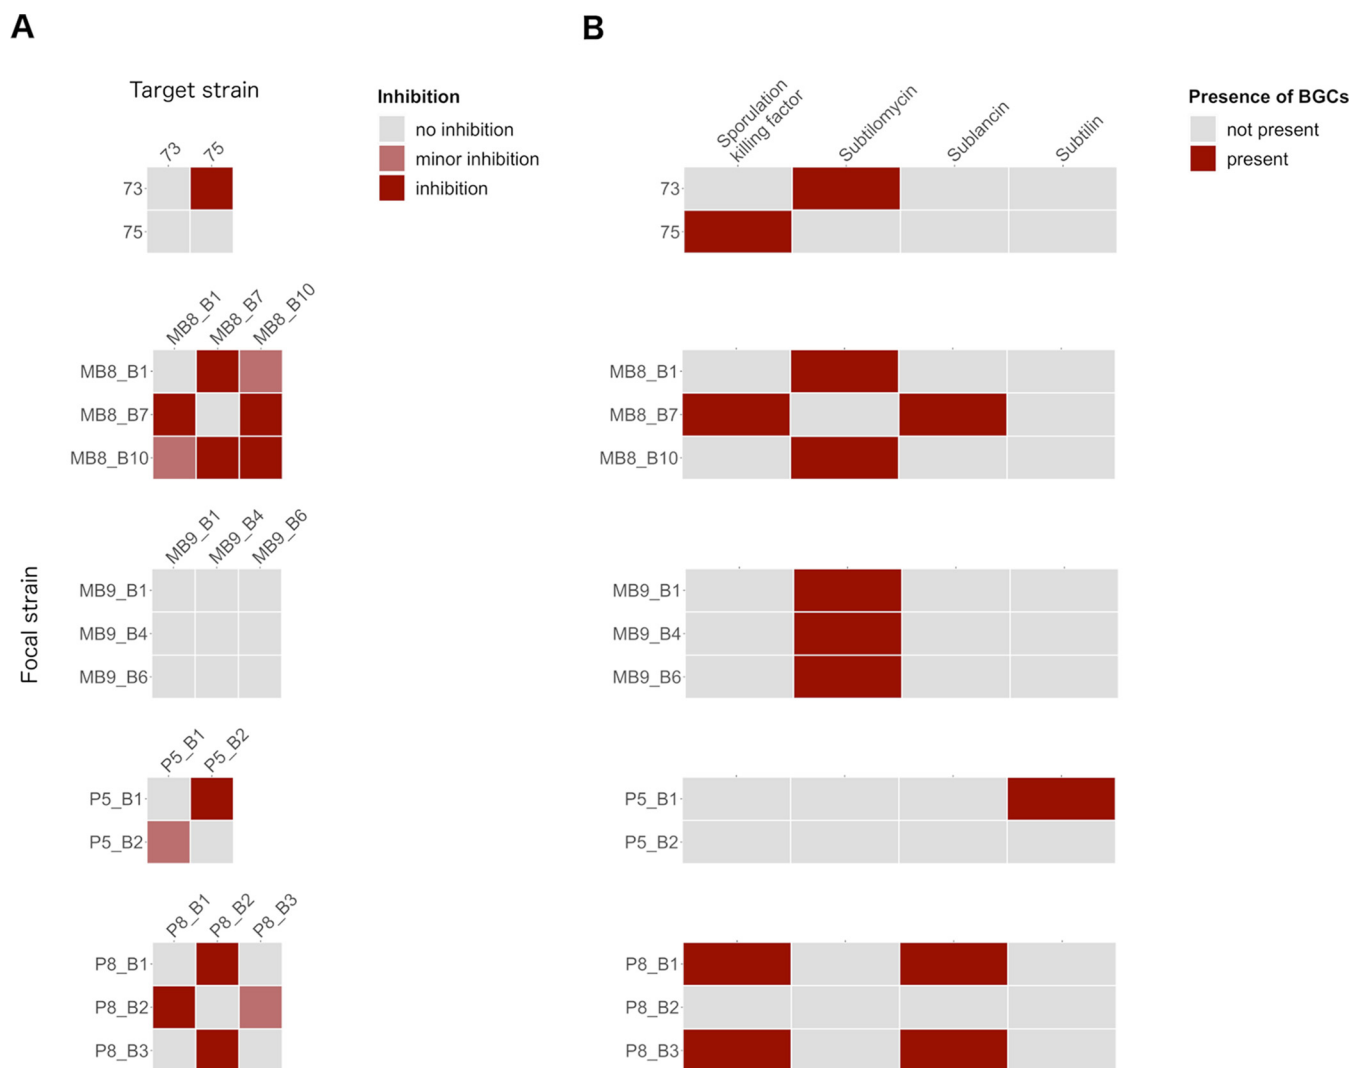 A
Target strain
73
75
Inhibition
no inhibition
minor inhibition
inhibition
73
75
MB8_B1
MB8_B7
MB8_B10
MB8_B1
MB8_B7
MB8_B10
MB9_B1
MB9_B4
MB9_B6
Focal strain
MB9_B1
MB9_B4
MB9_B6
P5_B1
P5_B2
P5_B1
P5_B2
P8_B1
P8_B2
P8_B3
P8_B1
P8_B2
P8_B3
B
Sporulation
killing factor
Subtilomycin
Sublancin
Subtilin
Presence of BGCs
not present
present
73
75
MB8_B1
MB8_B7
MB8_B10
MB9_B1
MB9_B4
MB9_B6
P5_B1
P5_B2
P8_B1
P8_B2
P8_B3